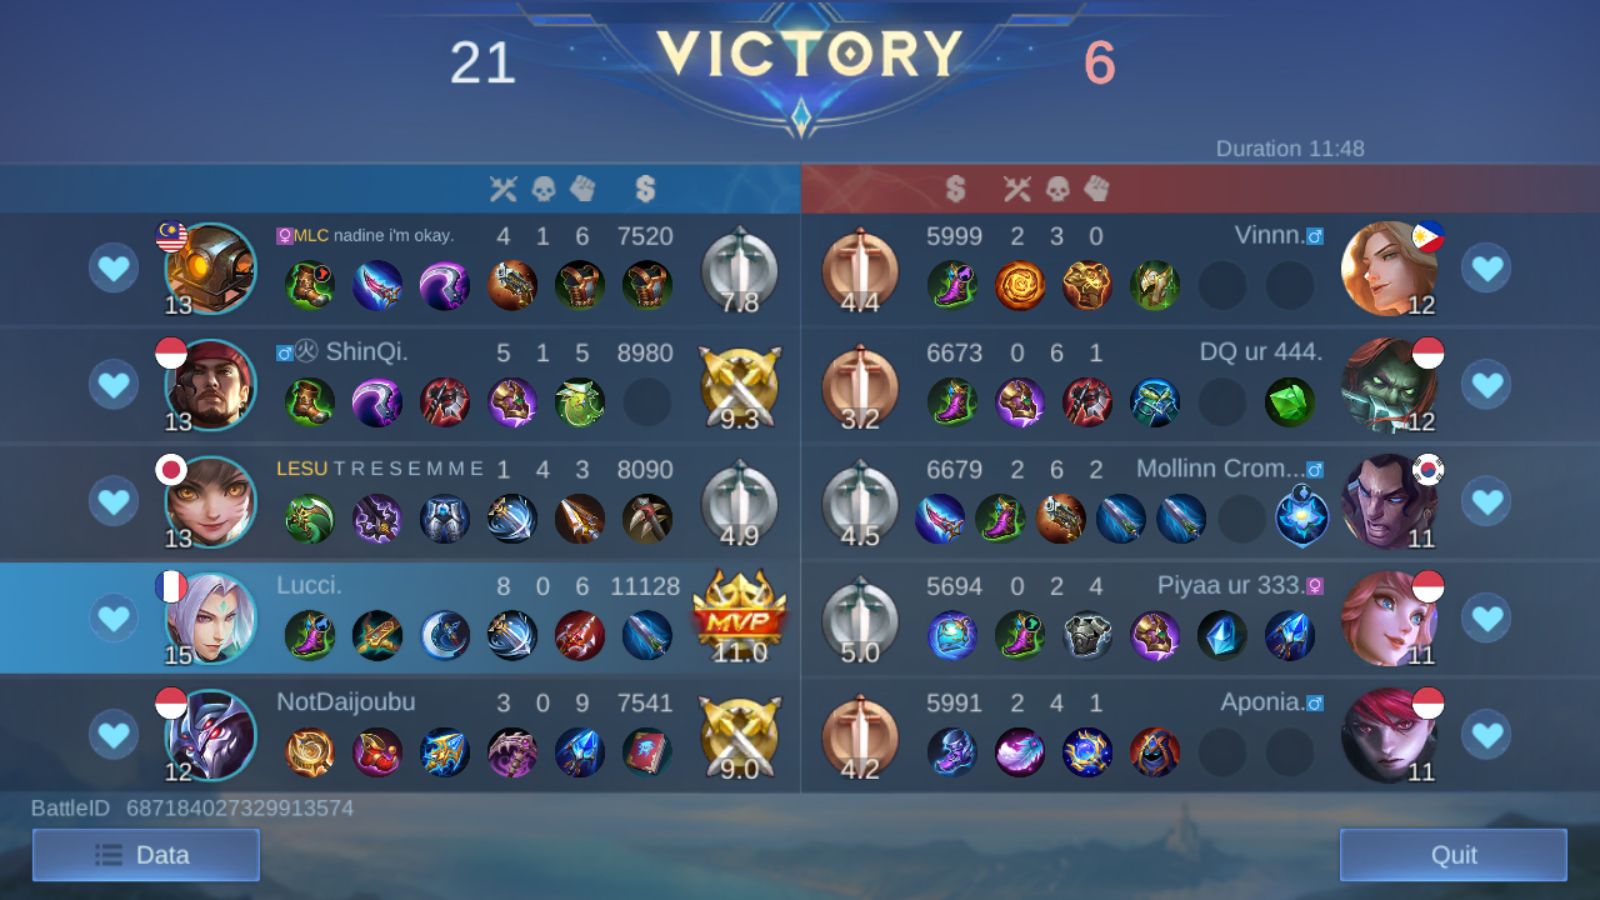 21 VICTORY 6
Duration 11:48
MLC nadine i'm okay. 4 1 6 7520
13 7.8
5999 2 3 0 Vinnn.
4.4 12
火 ShinQi. 5 1 5 8980
13 9.3
6673 0 6 1 DQ ur 444.
3.2 12
LESU T R E S E M M E 1 4 3 8090
13 4.9
6679 2 6 2 Mollinn Crom...
4.5 11
Lucci. 8 0 6 11128
MVP
15 11.0
5694 0 2 4 Piyaa ur 333.
5.0 11
NotDaijoubu 3 0 9 7541
12 9.0
5991 2 4 1 Aponia.
4.2 11
BattleID 687184027329913574
Data Quit